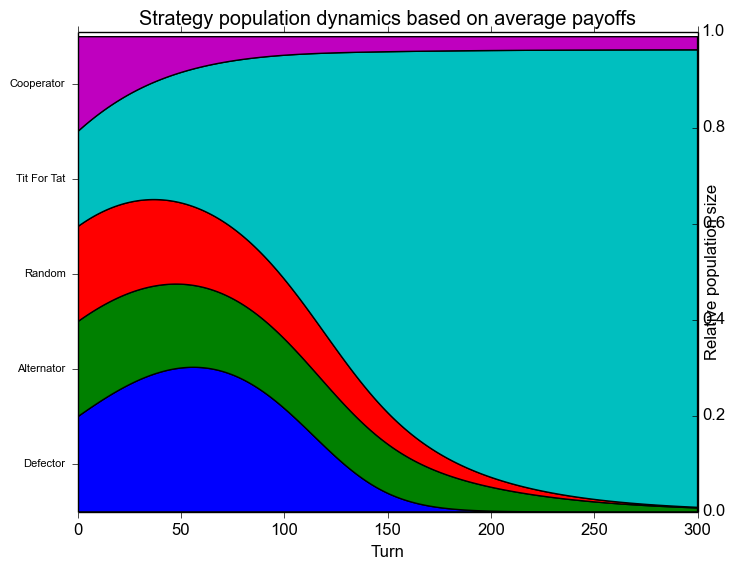 Strategy population dynamics based on average payoffs
Cooperator
Tit For Tat
Random
Alternator
Defector
1.0
0.8
0.6
0.4
0.2
0.0
Relative population size
0 50 100 150 200 250 300
Turn